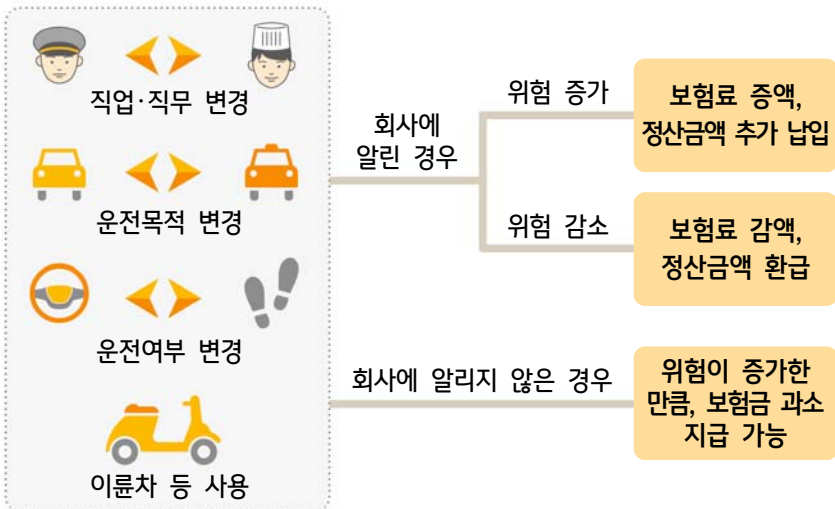 직업·직무 변경
운전목적 변경
운전여부 변경
이륜차 등 사용
회사에
알린 경우
위험 증가
보험료 증액,
정산금액 추가 납입
위험 감소
보험료 감액,
정산금액 환급
회사에 알리지 않은 경우
위험이 증가한
만큼, 보험금 과소
지급 가능